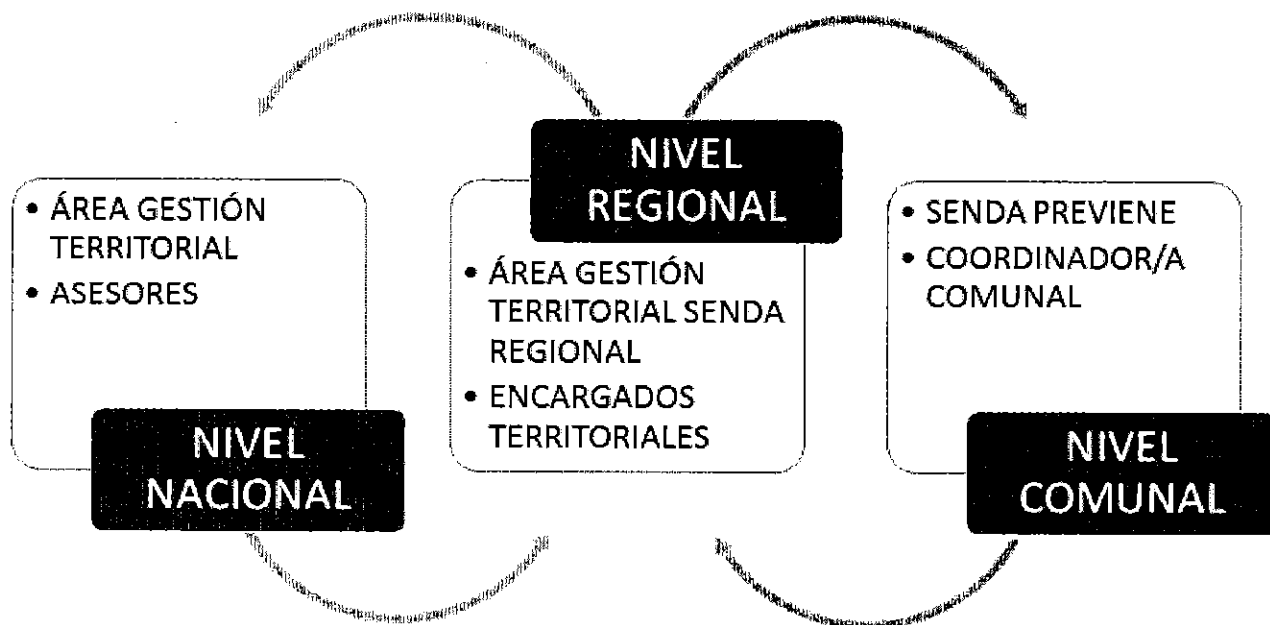 • ÁREA GESTIÓN
TERRITORIAL
• ASESORES
NIVEL
NACIONAL
NIVEL
REGIONAL
• ÁREA GESTIÓN
TERRITORIAL SENDA
REGIONAL
• ENCARGADOS
TERRITORIALES
• SENDA PREVIENE
• COORDINADOR/A
COMUNAL
NIVEL
COMUNAL